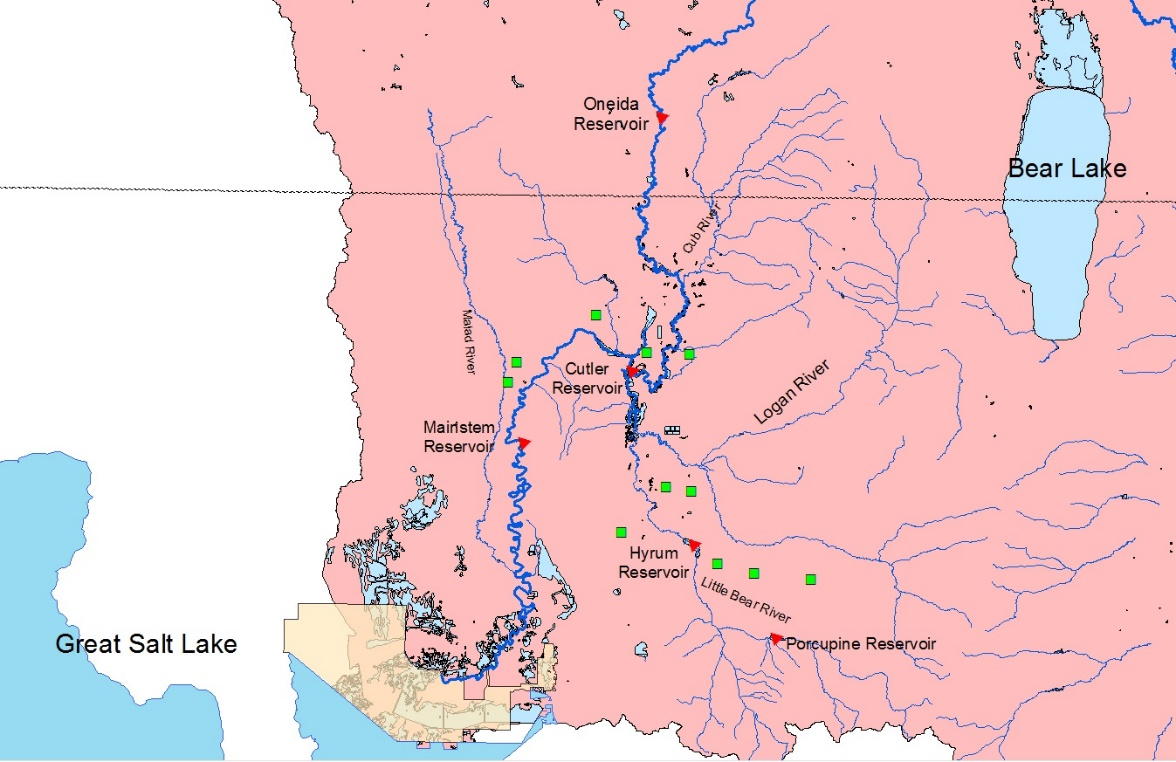 Oneida
Reservoir
Bear Lake
Cub River
Malad River
Cutler
Reservoir
Logan River
Mainstem
Reservoir
Hyrum
Reservoir
Little Bear River
Great Salt Lake
Porcupine Reservoir